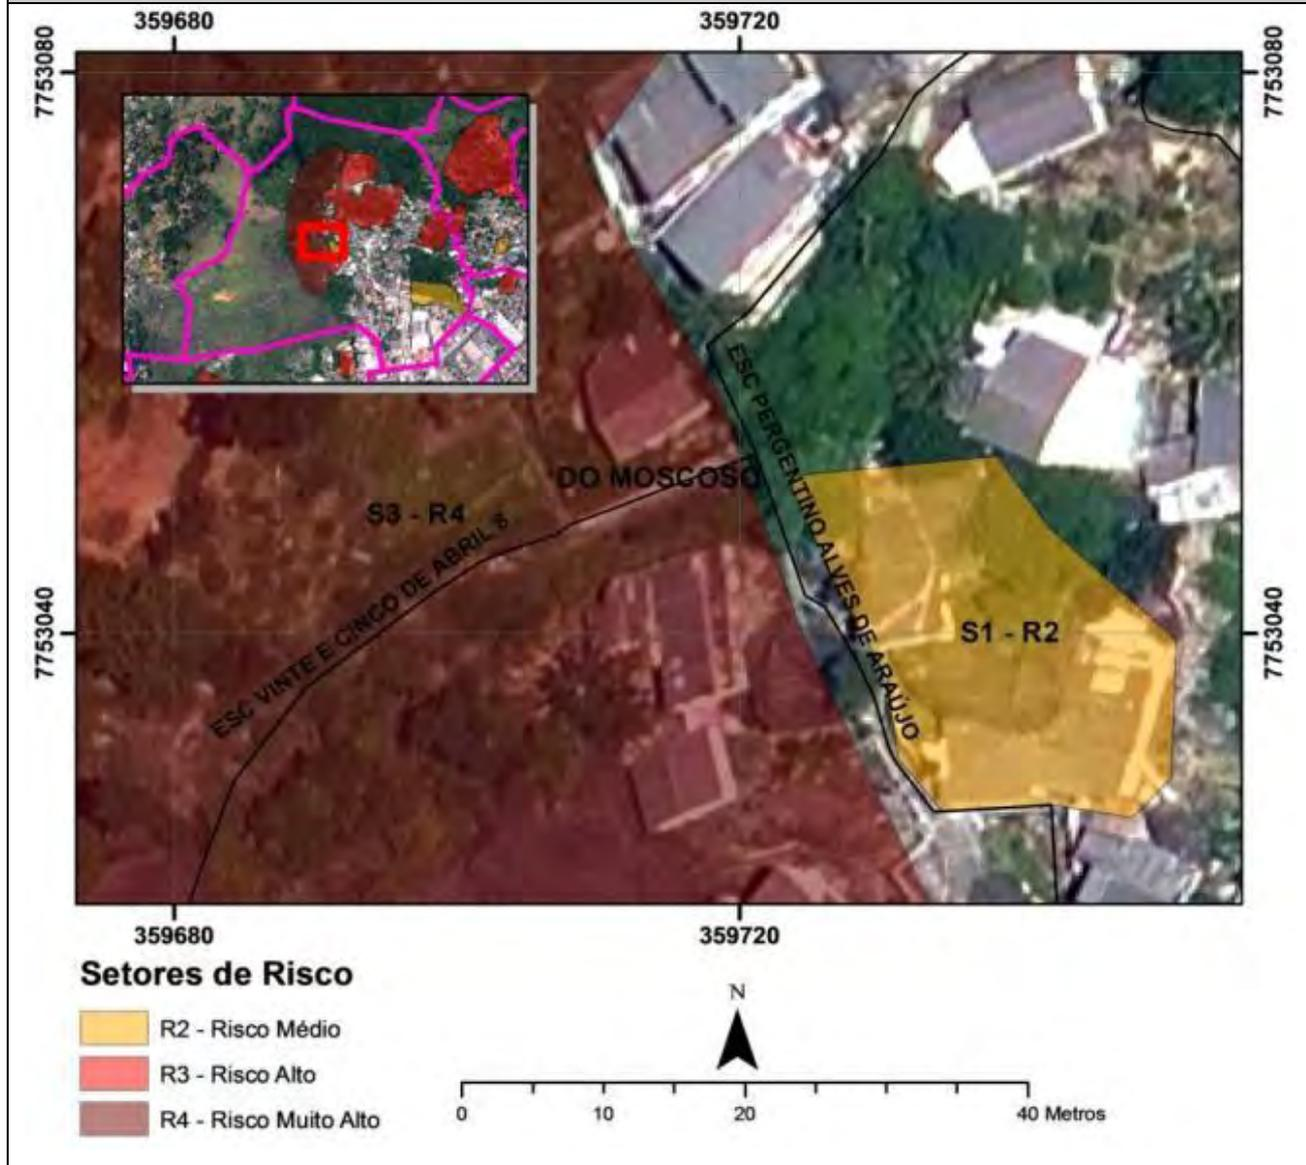 359680 359720
7753080 7753080
ESC PERGENTINO ALVES DE ARAÚJO
DO MOSCOSO
S3 - R4
ESC VINTE E CINCO DE ABRIL
S1 - R2
7753040 7753040
359680 359720
Setores de Risco
N
R2 - Risco Médio
R3 - Risco Alto
R4 - Risco Muito Alto
0 10 20 40 Metros